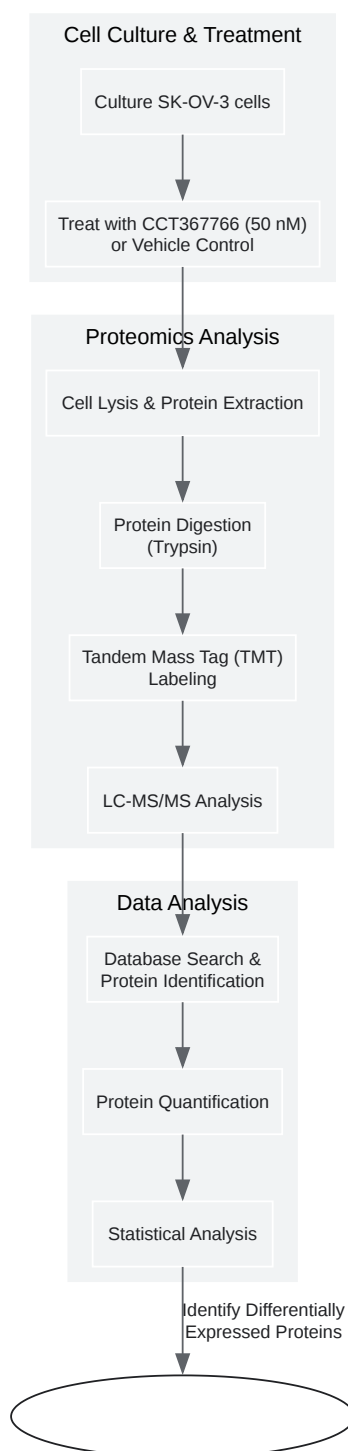 Cell Culture & Treatment
Culture SK-OV-3 cells
Treat with CCT367766 (50 nM)
or Vehicle Control
Proteomics Analysis
Cell Lysis & Protein Extraction
Protein Digestion
(Trypsin)
Tandem Mass Tag (TMT)
Labeling
LC-MS/MS Analysis
Data Analysis
Database Search &
Protein Identification
Protein Quantification
Statistical Analysis
Identify Differentially
Expressed Proteins